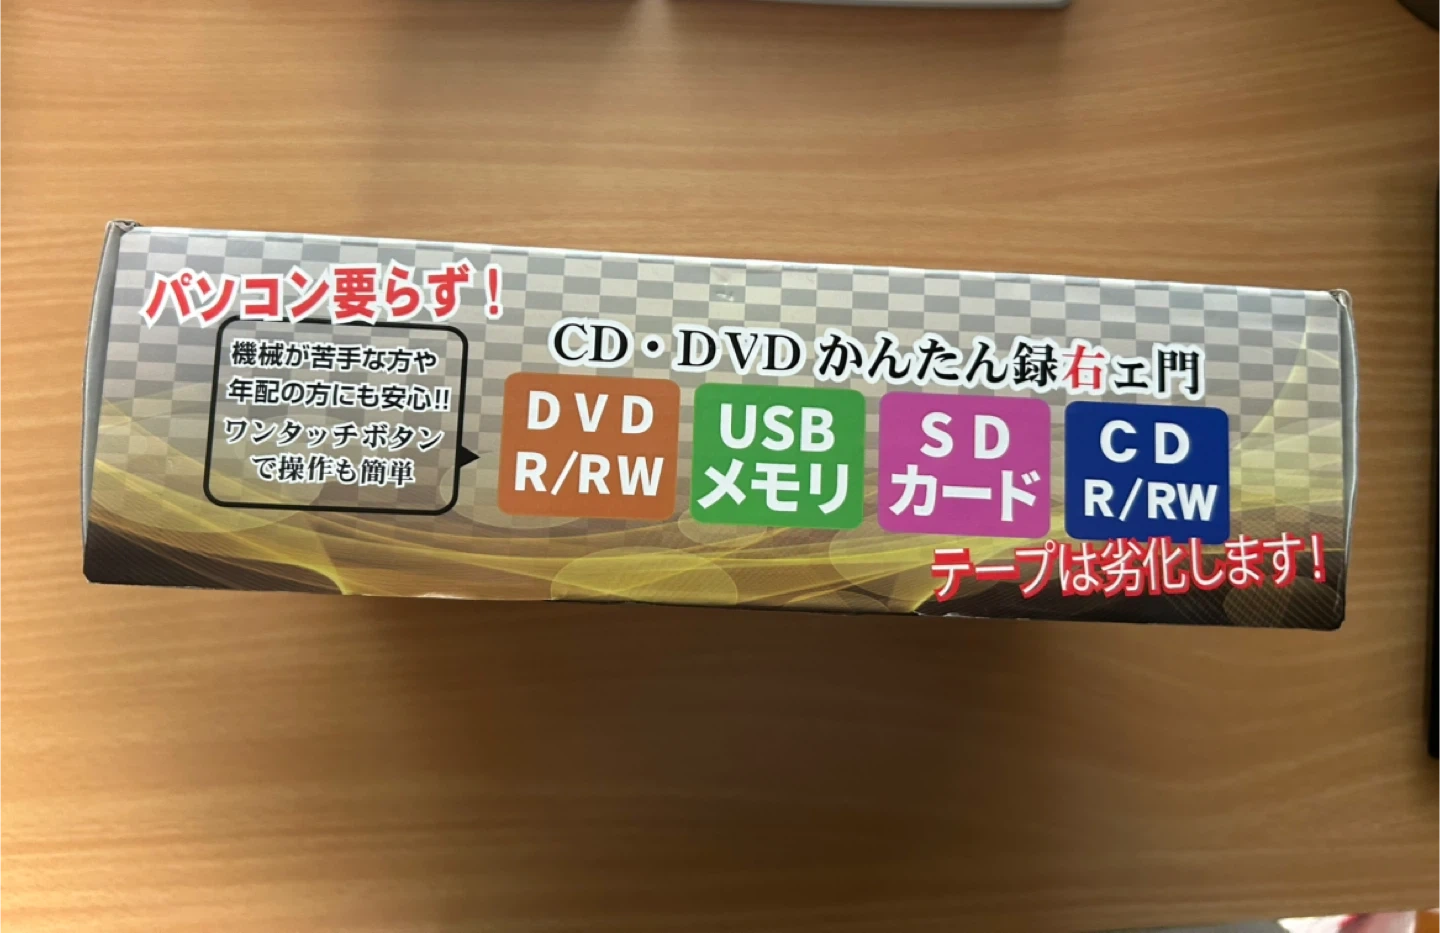 パソコン要らず!
機械が苦手な方や
年配の方にも安心!!
ワンタッチボタン
で操作も簡単
CD・DVD かんたん録右ェ門
DVD
R/RW
USB
メモリ
SD
カード
CD
R/RW
テープは劣化します!